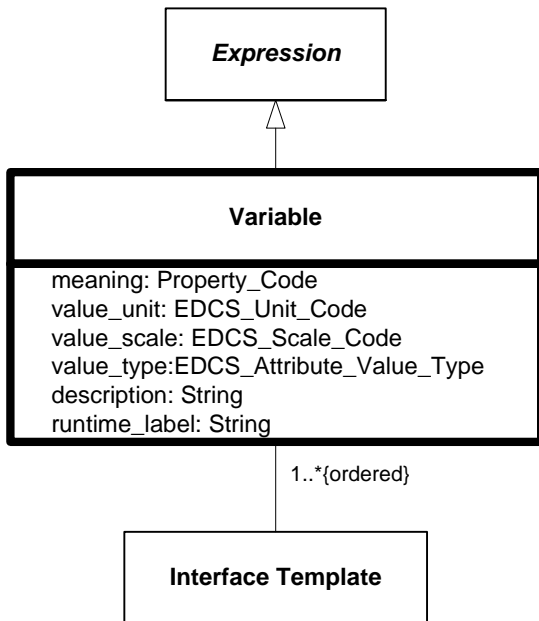 Expression
Variable
meaning: Property_Code
value_unit: EDCS_Unit_Code
value_scale: EDCS_Scale_Code
value_type:EDCS_Attribute_Value_Type
description: String
runtime_label: String
1..*{ordered}
Interface Template